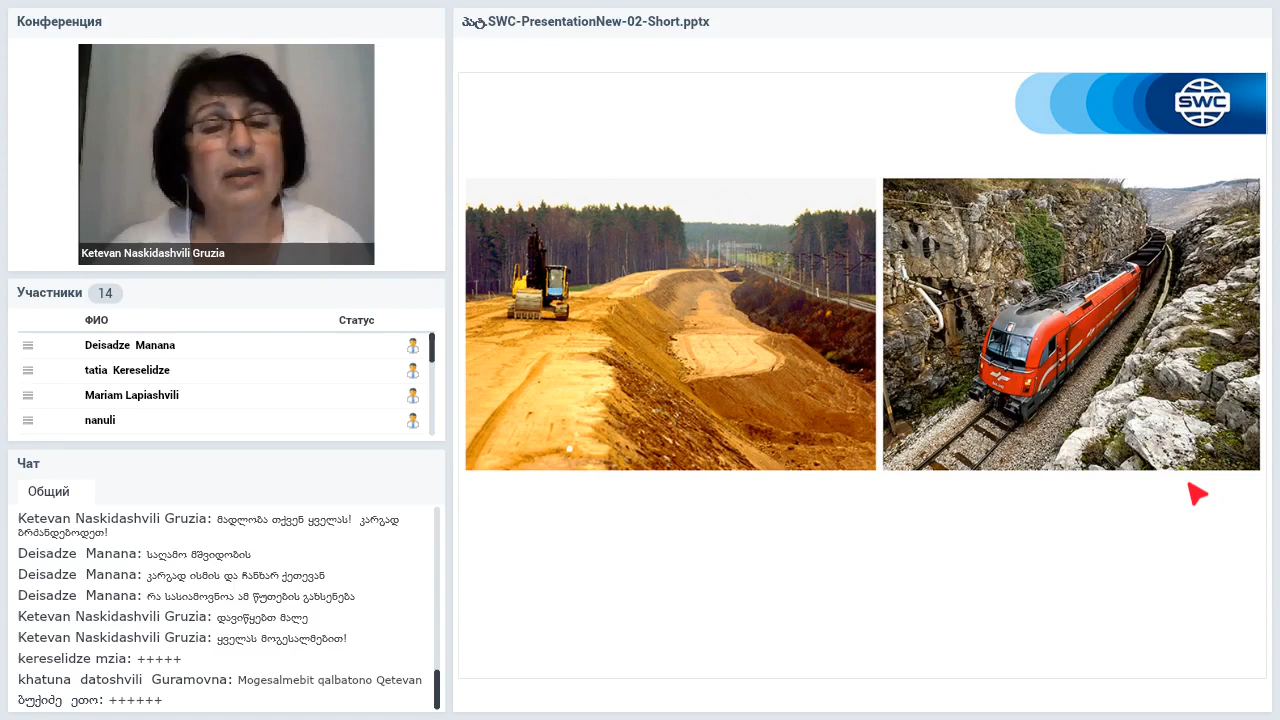 Конференция
Ketevan Naskidashvili Gruzia
Участники 14
ФИО Статус
Deisadze Manana
tatia Kereselidze
Mariam Lapiashvili
nanuli
Чат
Общий
Ketevan Naskidashvili Gruzia: მადლობა თქვენ ყველას! კარგად
ბრძანდებოდეთ!
Deisadze Manana: საღამო მშვიდობის
Deisadze Manana: კარგად ისმის და ჩანხარ ქეთევან
Deisadze Manana: რა სასიამოვნოა ამ წუთების გახსენება
Ketevan Naskidashvili Gruzia: დავიწყებთ მალე
Ketevan Naskidashvili Gruzia: ყველას მოგესალმებით!
kereselidze mzia: +++++
khatuna datoshvili Guramovna: Mogesalmebit qalbatono Qetevan
ბუქიძე ეთო: ++++++
პატ.SWC-PresentationNew-02-Short.pptx
SWC